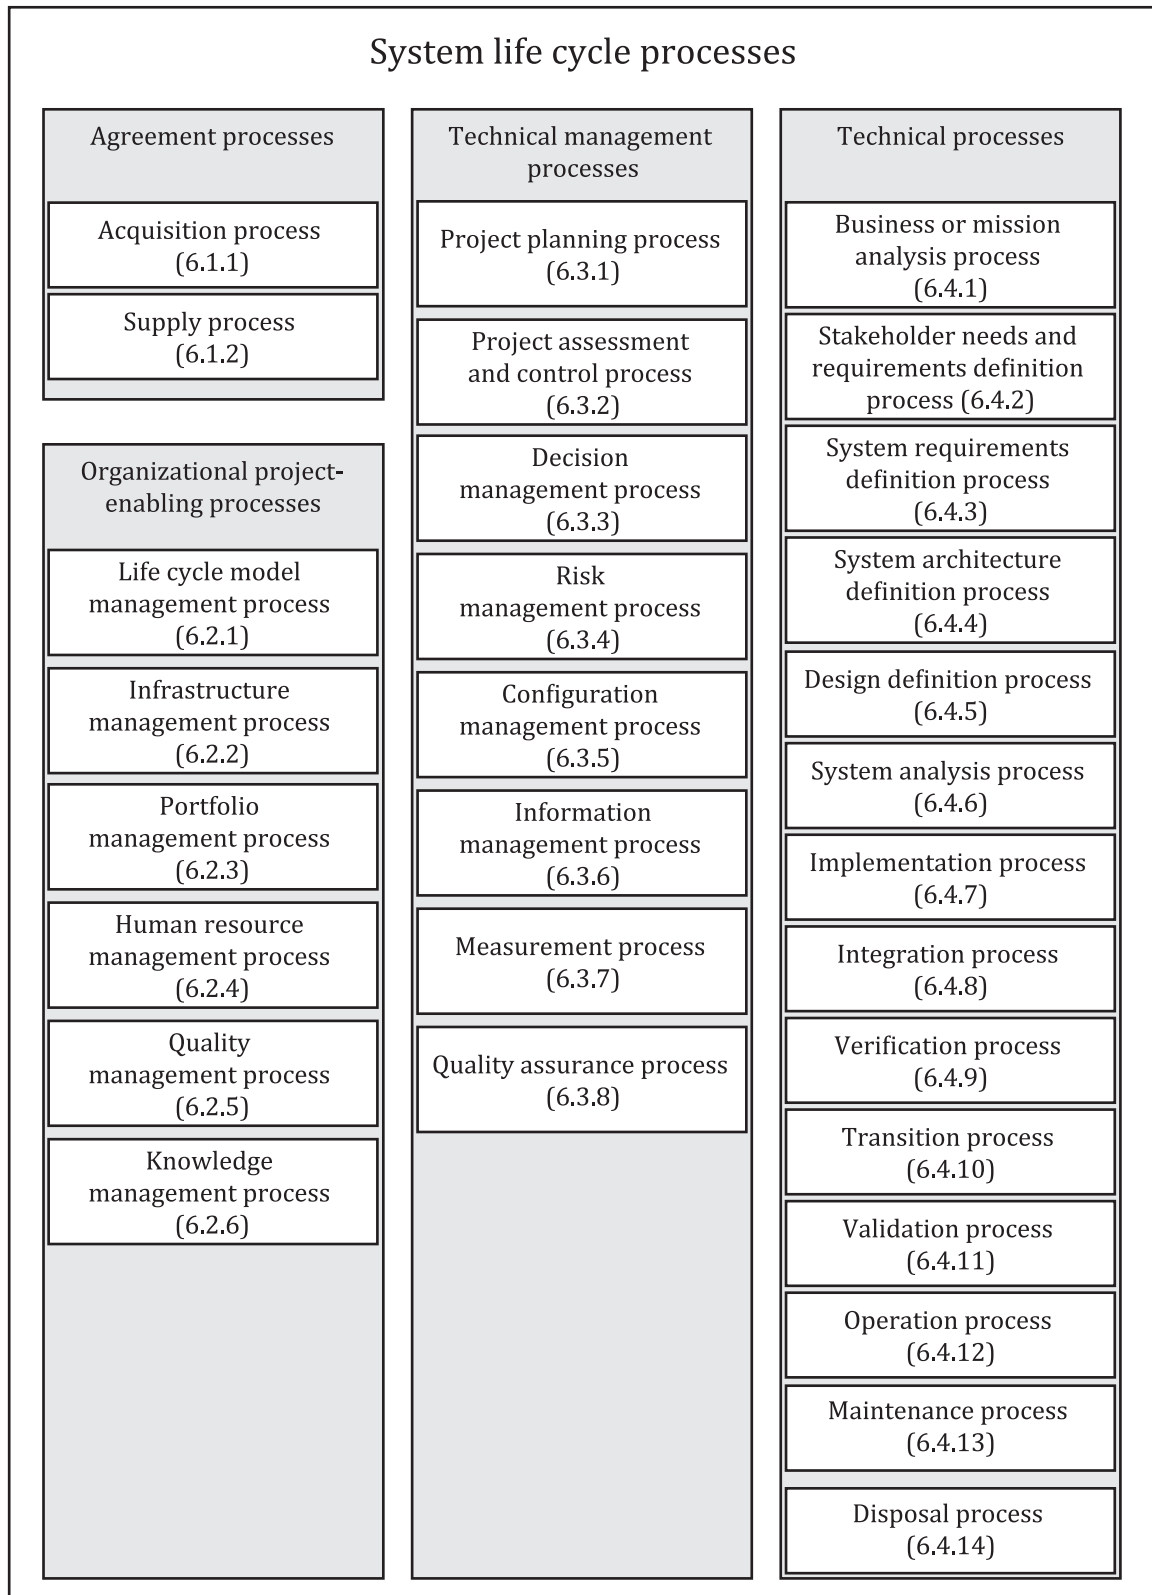 System life cycle processes
Agreement processes
Acquisition process
(6.1.1)
Supply process
(6.1.2)
Organizational project-
enabling processes
Life cycle model
management process
(6.2.1)
Infrastructure
management process
(6.2.2)
Portfolio
management process
(6.2.3)
Human resource
management process
(6.2.4)
Quality
management process
(6.2.5)
Knowledge
management process
(6.2.6)
Technical management
processes
Project planning process
(6.3.1)
Project assessment
and control process
(6.3.2)
Decision
management process
(6.3.3)
Risk
management process
(6.3.4)
Configuration
management process
(6.3.5)
Information
management process
(6.3.6)
Measurement process
(6.3.7)
Quality assurance process
(6.3.8)
Technical processes
Business or mission
analysis process
(6.4.1)
Stakeholder needs and
requirements definition
process (6.4.2)
System requirements
definition process
(6.4.3)
System architecture
definition process
(6.4.4)
Design definition process
(6.4.5)
System analysis process
(6.4.6)
Implementation process
(6.4.7)
Integration process
(6.4.8)
Verification process
(6.4.9)
Transition process
(6.4.10)
Validation process
(6.4.11)
Operation process
(6.4.12)
Maintenance process
(6.4.13)
Disposal process
(6.4.14)